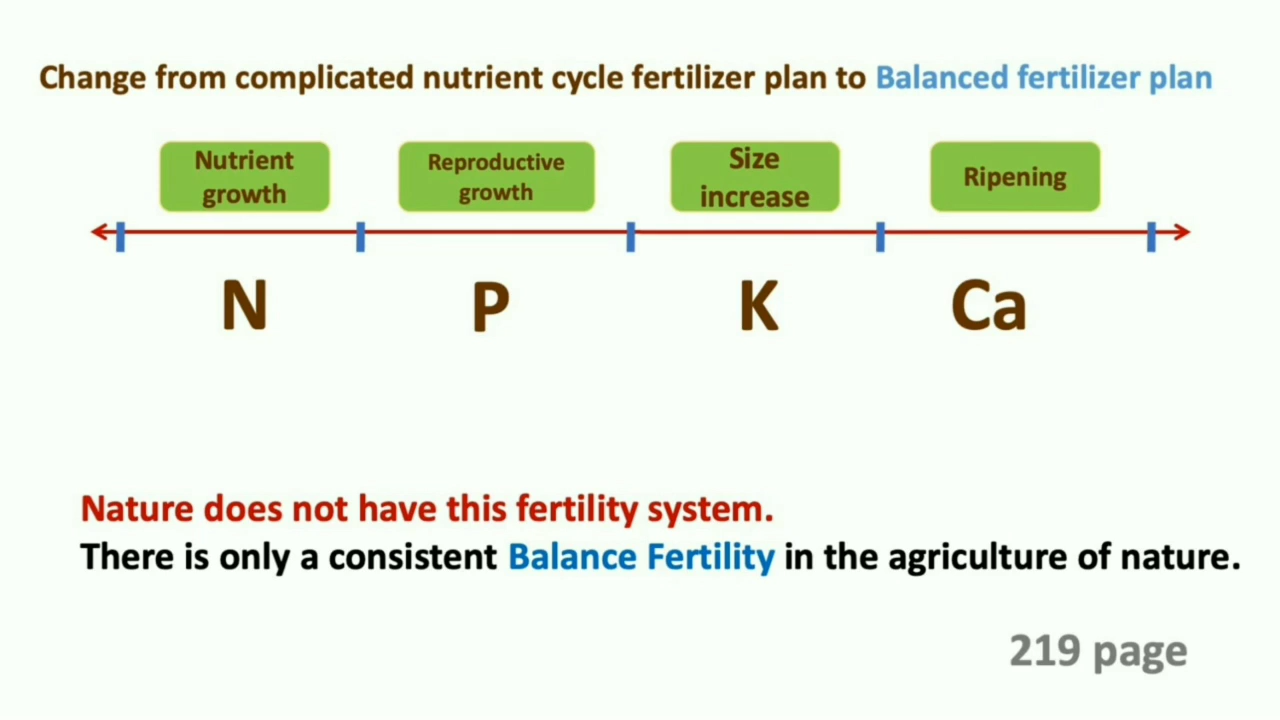 Change from complicated nutrient cycle fertilizer plan to Balanced fertilizer plan
Nutrient
growth
Reproductive
growth
Size
increase
Ripening
N
P
K
Ca
Nature does not have this fertility system.
There is only a consistent Balance Fertility in the agriculture of nature.
219 page